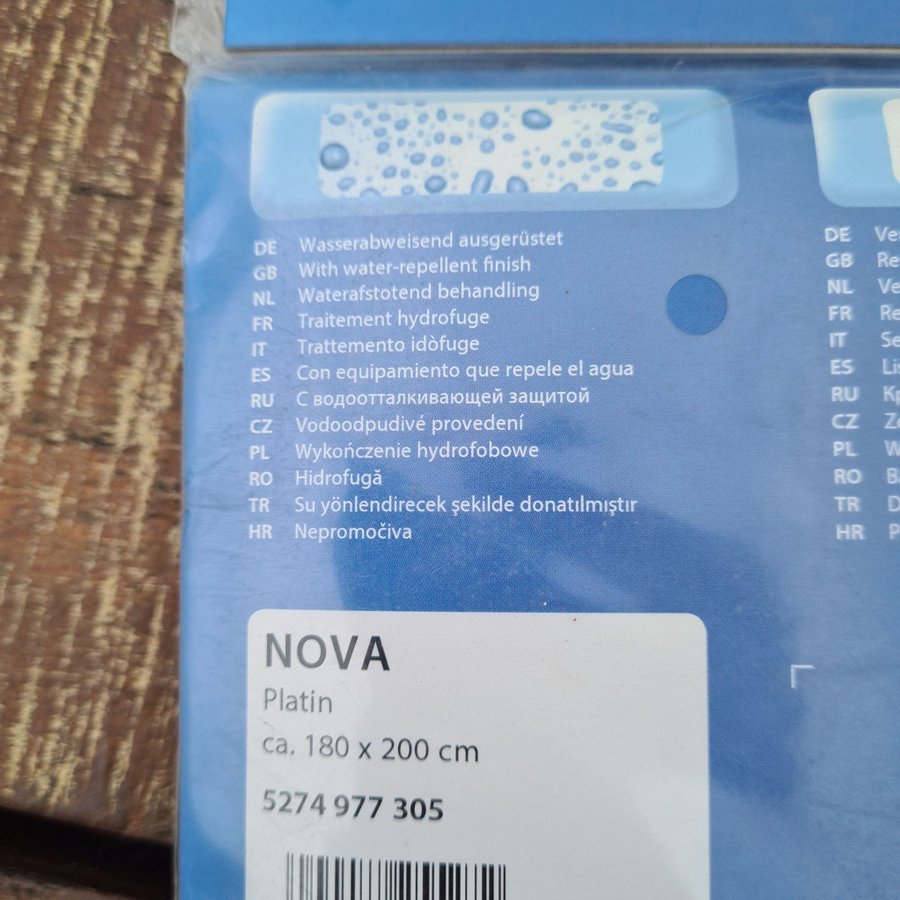 DE Wasserabweisend ausgerüstet
GB With water-repellent finish
NL Waterafstotend behandling
FR Traitement hydrofuge
IT Trattemento idòfuge
ES Con equipamiento que repele el agua
RU С водоотталкивающей защитой
CZ Vodoodpudivé provedení
PL Wykończenie hydrofobowe
RO Hidrofugă
TR Su yönlendirecek şekilde donatılmıştır
HR Nepromočiva
DE
GB
NL
FR
IT
ES
RU
CZ
PL
RO
TR
HR
NOVA
Platin
ca. 180 x 200 cm
5274 977 305